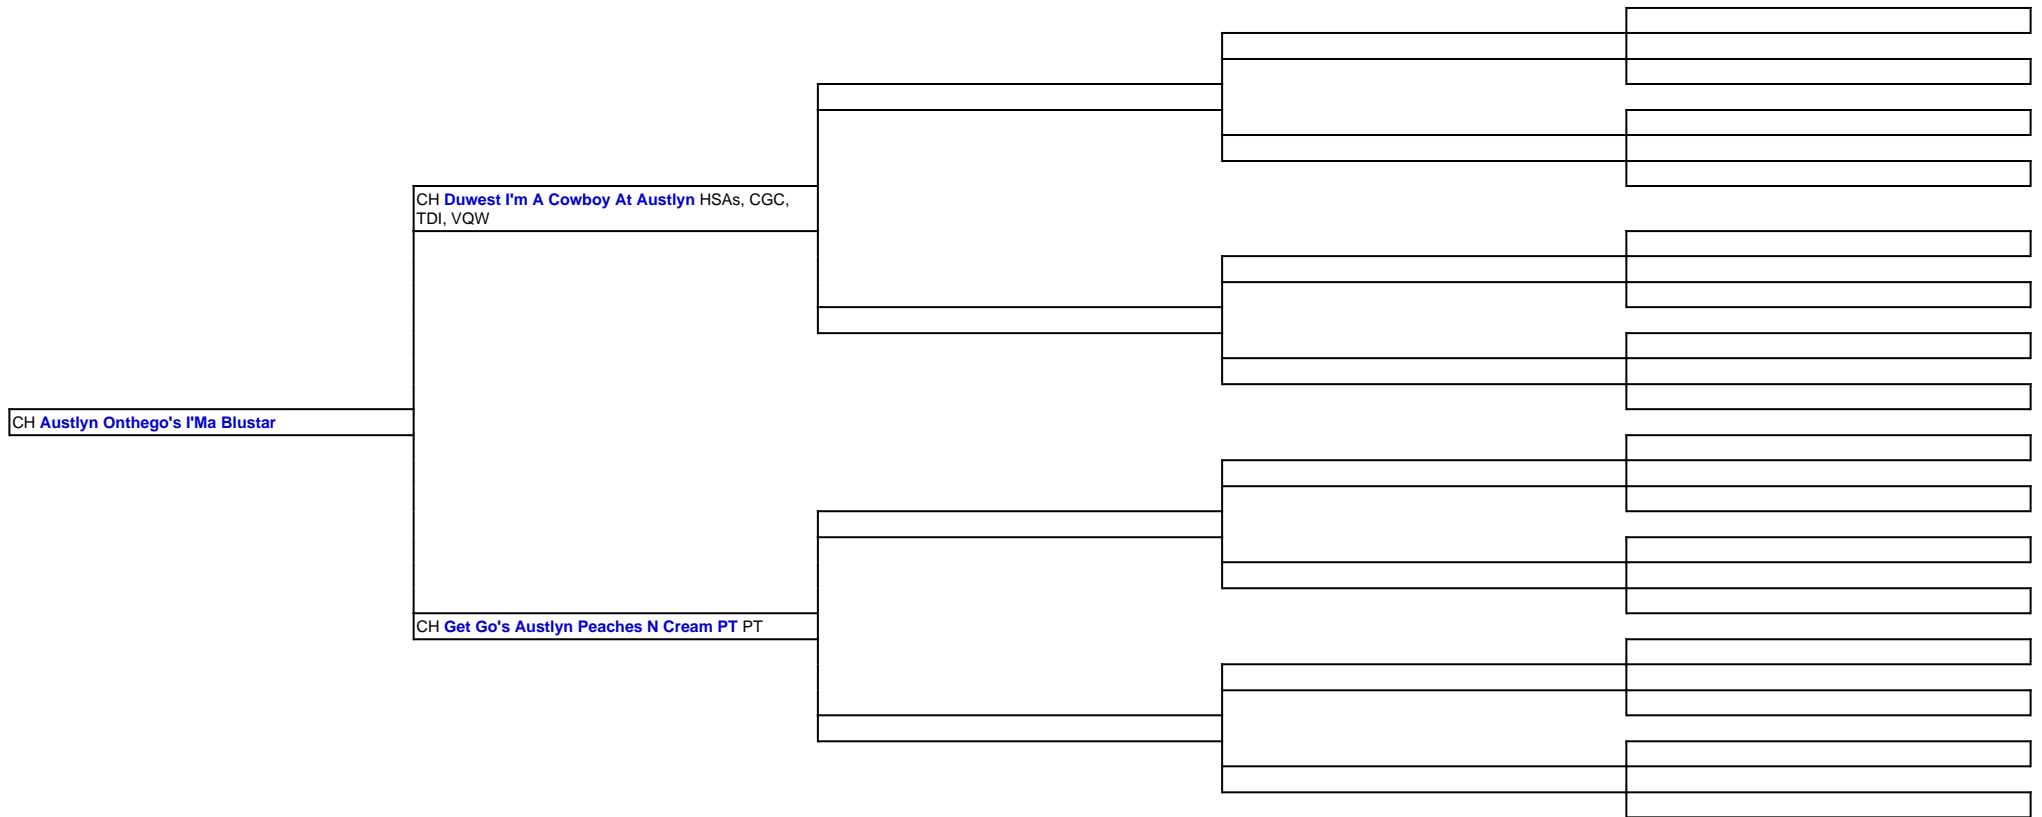 CH Duwest I'm A Cowboy At Austlyn HSAs, CGC,
TDI, VQW
CH Austlyn Onthego's I'Ma Blustar
CH Get Go's Austlyn Peaches N Cream PT PT